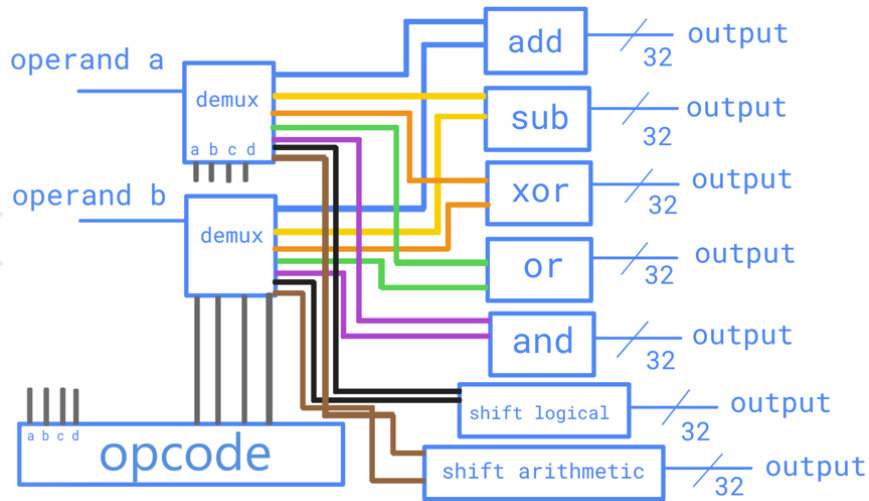 operand a
demux
a b c d
operand b
demux
a b c d
opcode
add
32
output
sub
32
output
xor
32
output
or
32
output
and
32
output
shift logical
32
output
shift arithmetic
32
output